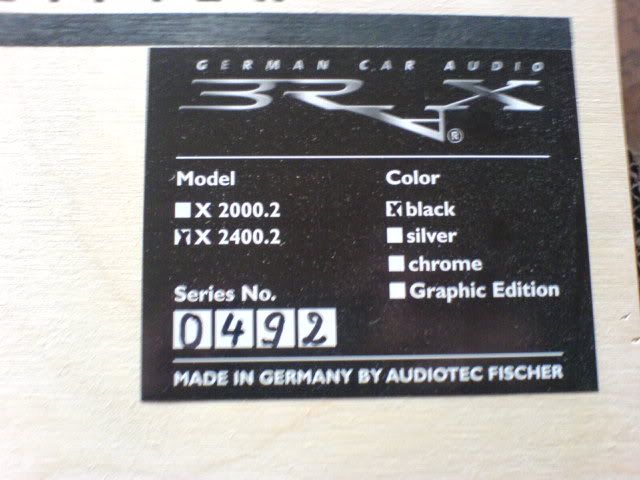 GERMAN CAR AUDIO
BRAX®
Model
X 2000.2
X 2400.2
Series No.
0492
Color
black
silver
chrome
Graphic Edition
MADE IN GERMANY BY AUDIOTEC FISCHER